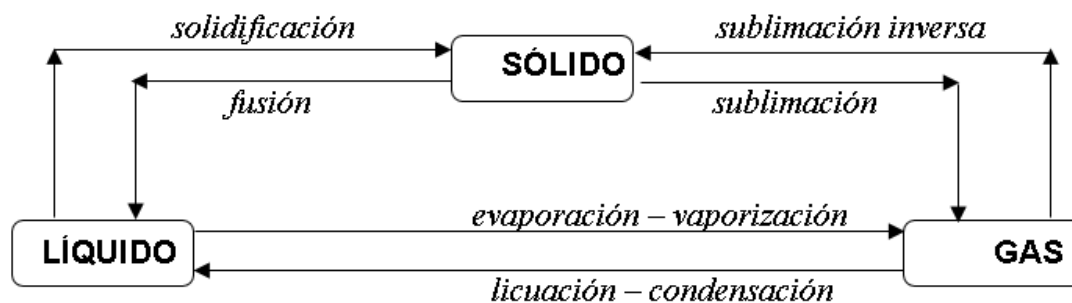 solidificación
sublimación inversa
SÓLIDO
fusión
sublimación
evaporación – vaporización
LÍQUIDO
GAS
licuación – condensación